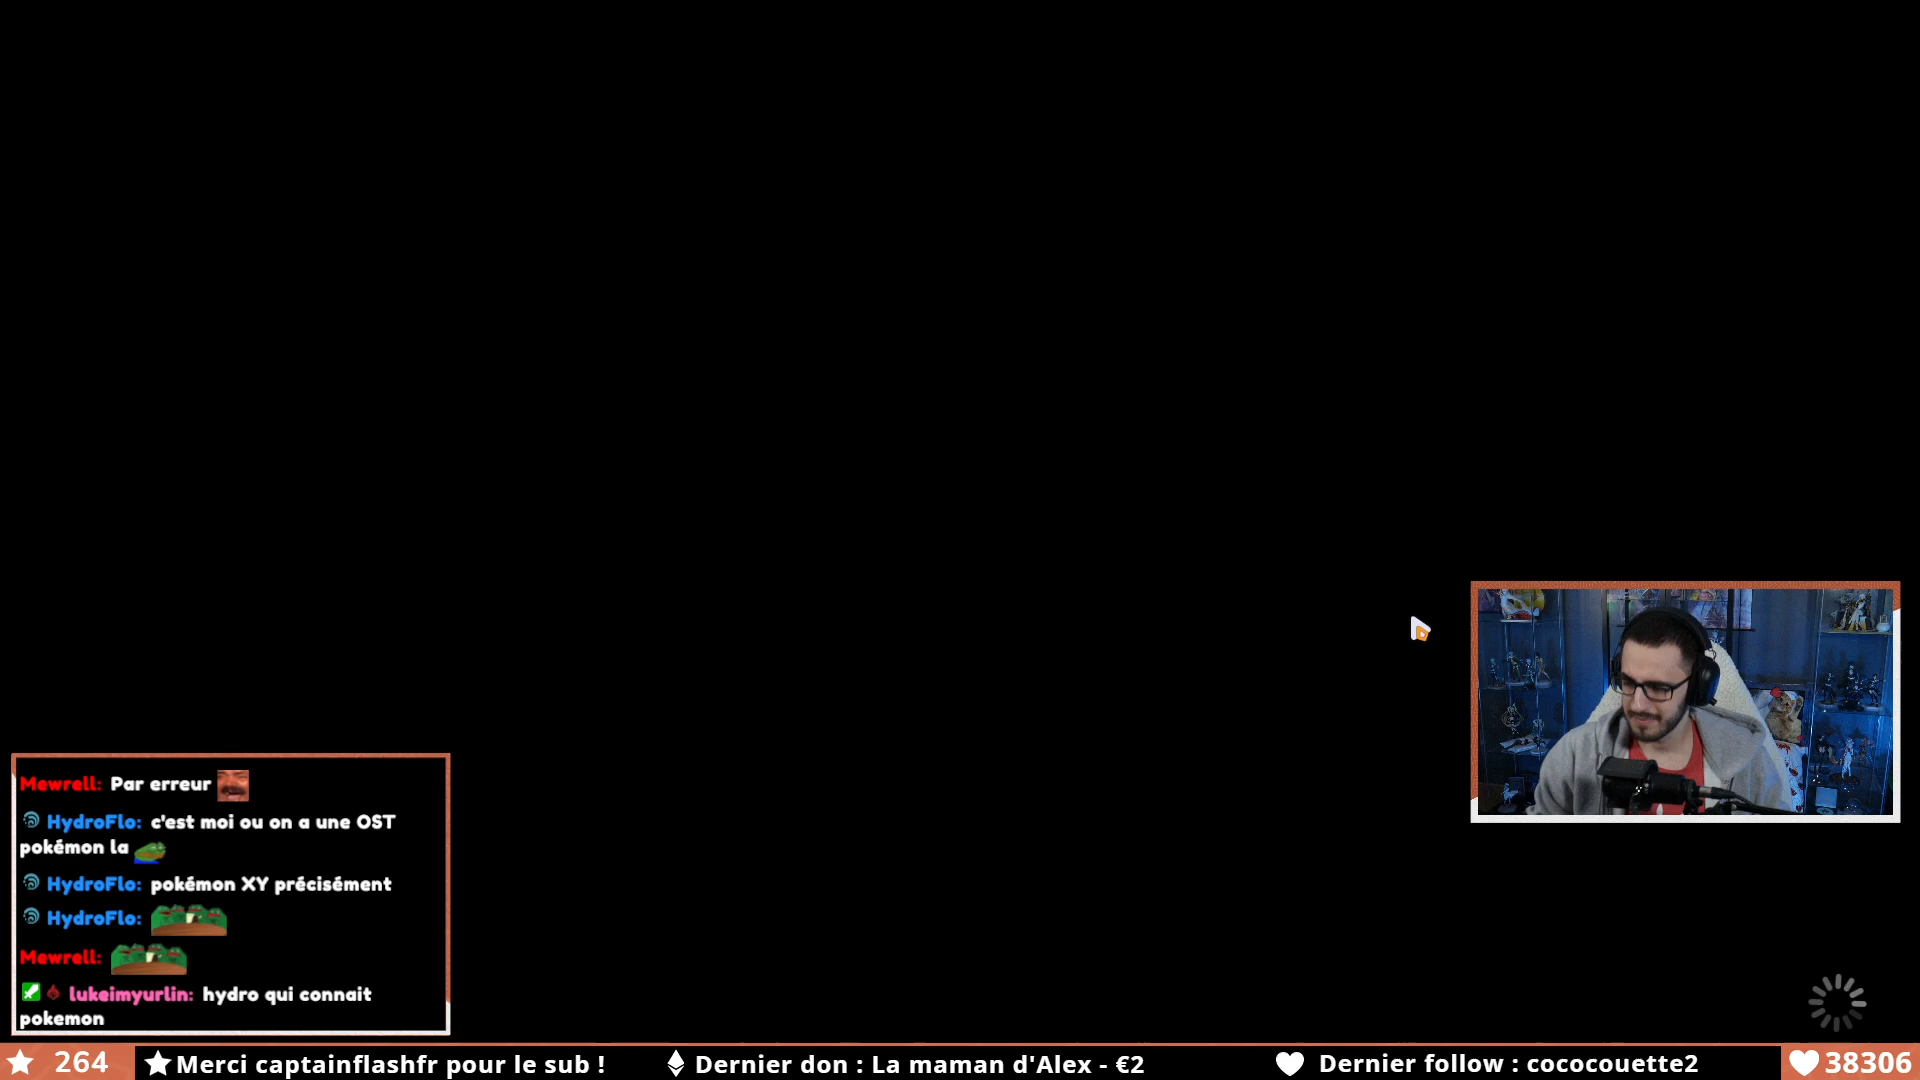 Mewrell: Par erreur
HydroFlo: c'est moi ou on a une OST
pokémon la
HydroFlo: pokémon XY précisément
HydroFlo:
Mewrell:
lukeimyurlin: hydro qui connait
pokemon
264 Merci captainflashfr pour le sub ! Dernier don : La maman d'Alex - €2 Dernier follow : cococouette2 38306